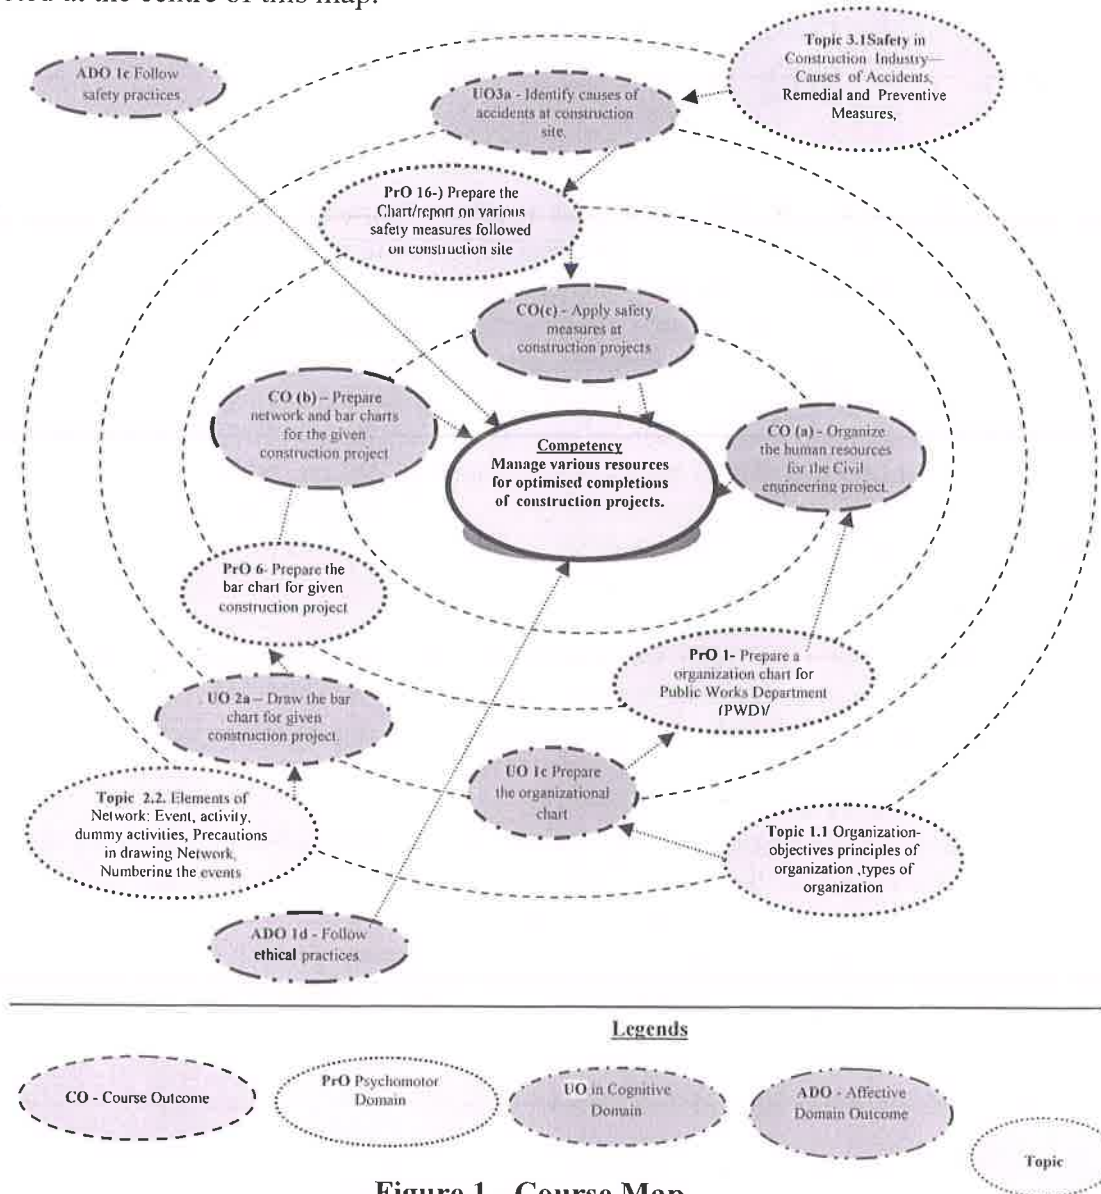 at the centre of this map.
Topic 3.1Safety in
Construction Industry—
Causes of Accidents,
Remedial and Preventive
Measures,
ADO 1c Follow
safety practices
UO3a - Identify causes of
accidents at construction
site.
PrO 16-) Prepare the
Chart/report on various
safety measures followed
on construction site
CO(c) - Apply safety
measures at
construction projects
CO (b) – Prepare
network and bar charts
for the given
construction project
Competency
Manage various resources
for optimised completions
of construction projects.
CO (a) - Organize
the human resources
for the Civil
engineering project.
PrO 6- Prepare the
bar chart for given
construction project
PrO 1- Prepare a
organization chart for
Public Works Department
(PWD)/
UO 2a – Draw the bar
chart for given
construction project.
UO 1c Prepare
the organizational
chart
Topic 2.2. Elements of
Network: Event, activity,
dummy activities, Precautions
in drawing Network,
Numbering the events
Topic 1.1 Organization-
objectives principles of
organization ,types of
organization
ADO 1d - Follow
ethical practices
Legends
CO - Course Outcome
PrO Psychomotor
Domain
UO in Cognitive
Domain
ADO - Affective
Domain Outcome
Topic
Figure 1 - Course Map